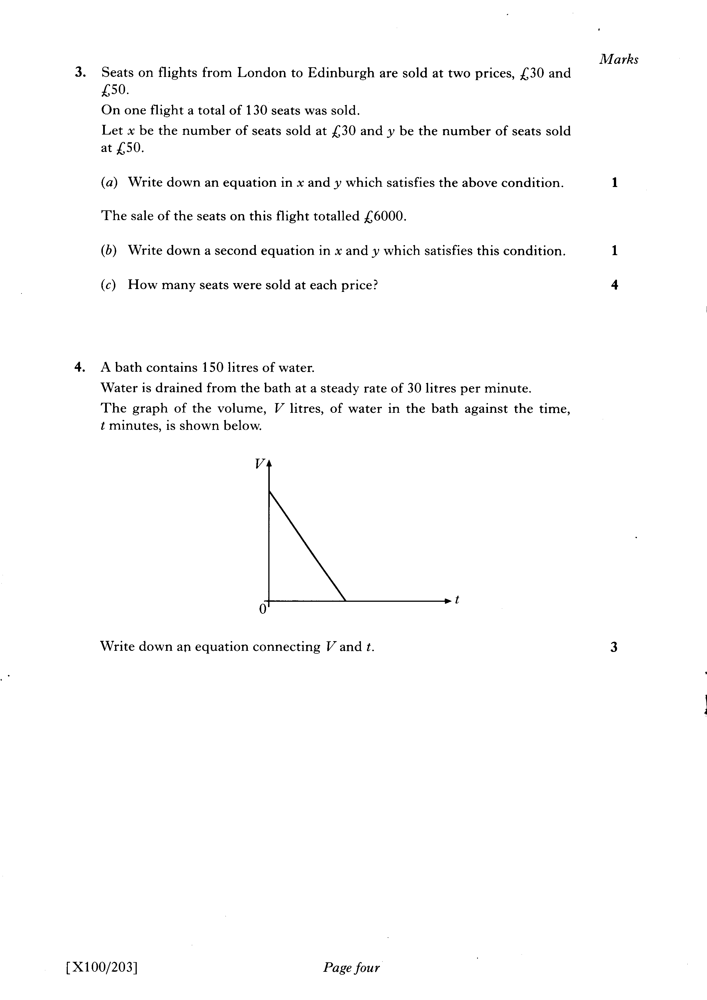 Marks
3. Seats on flights from London to Edinburgh are sold at two prices, £30 and
£50.
On one flight a total of 130 seats was sold.
Let x be the number of seats sold at £30 and y be the number of seats sold
at £50.
(a) Write down an equation in x and y which satisfies the above condition. 1
The sale of the seats on this flight totalled £6000.
(b) Write down a second equation in x and y which satisfies this condition. 1
(c) How many seats were sold at each price? 4
4. A bath contains 150 litres of water.
Water is drained from the bath at a steady rate of 30 litres per minute.
The graph of the volume, V litres, of water in the bath against the time,
t minutes, is shown below.
V
t
0
Write down an equation connecting V and t. 3
[X100/203] Page four